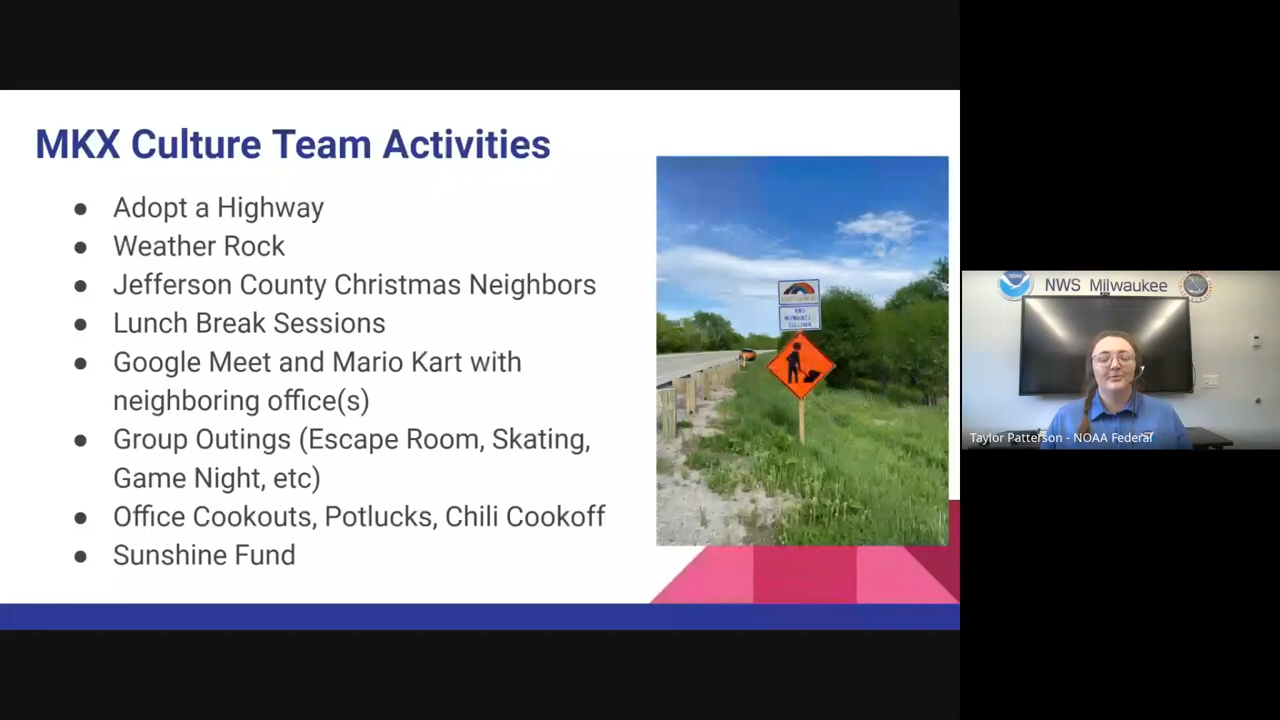 MKX Culture Team Activities
● Adopt a Highway
● Weather Rock
● Jefferson County Christmas Neighbors
● Lunch Break Sessions
● Google Meet and Mario Kart with
neighboring office(s)
● Group Outings (Escape Room, Skating,
Game Night, etc)
● Office Cookouts, Potlucks, Chili Cookoff
● Sunshine Fund
NWS Milwaukee
Taylor Patterson - NOAA Federal